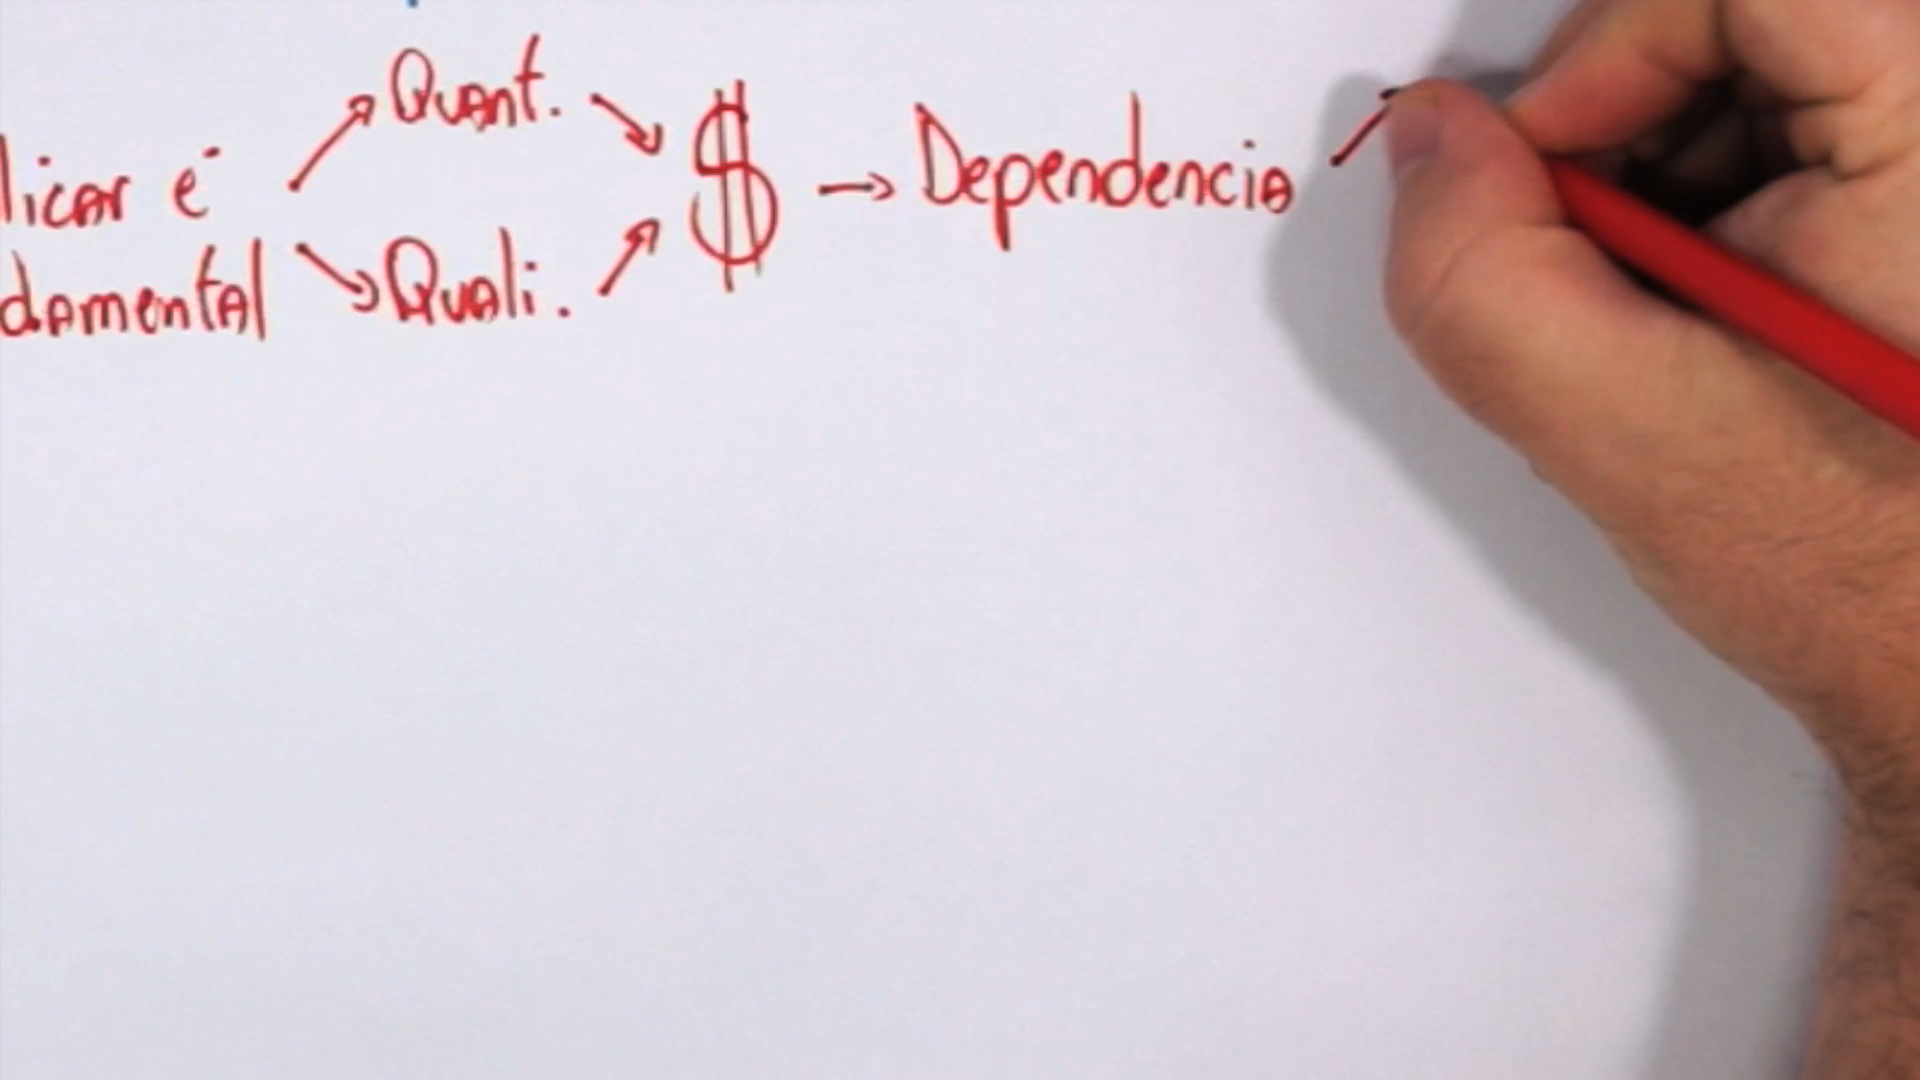 Quant.
licar é
$ → Dependencia
damental
Quali.